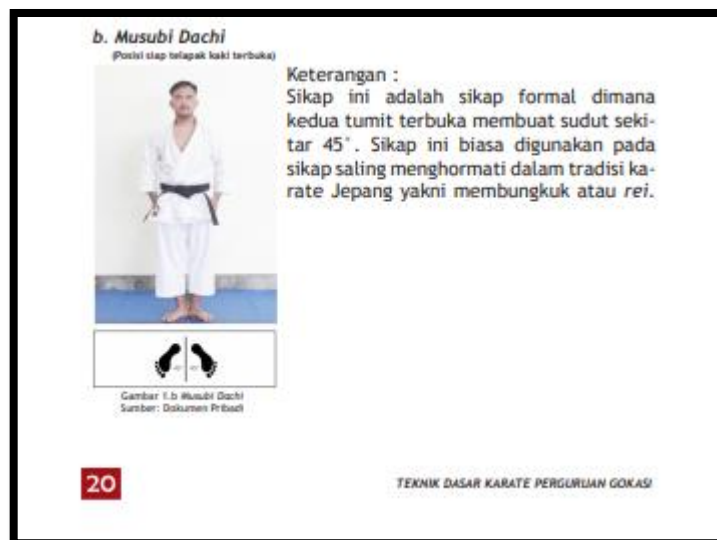 b. Musubi Dachi
(Posisi siap telapak kaki terbuka)
Keterangan :
Sikap ini adalah sikap formal dimana
kedua tumit terbuka membuat sudut seki-
tar 45°. Sikap ini biasa digunakan pada
sikap saling menghormati dalam tradisi ka-
rate Jepang yakni membungkuk atau rei.
Gambar 1.b Musubi Dachi
Sumber: Dokumen Pribadi
20
TEKNIK DASAR KARATE PERGURUAN GOKASI